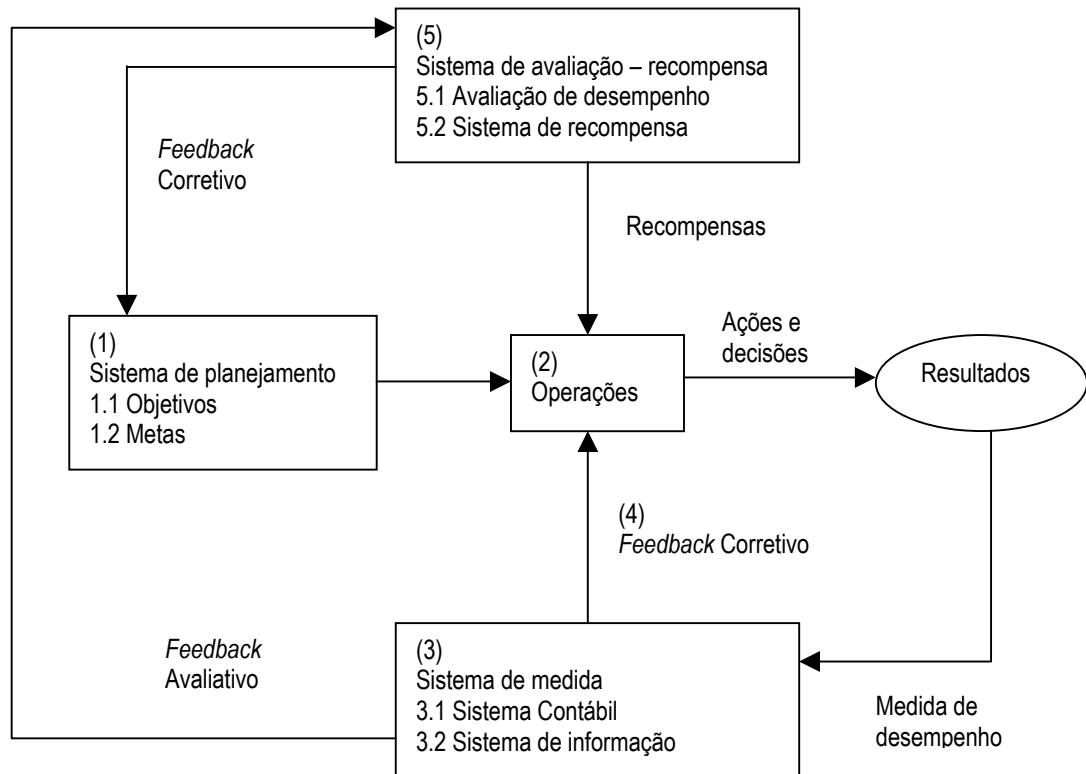 (5)
Sistema de avaliação – recompensa
5.1 Avaliação de desempenho
5.2 Sistema de recompensa
Feedback
Corretivo
Recompensas
(1)
Sistema de planejamento
1.1 Objetivos
1.2 Metas
(2)
Operações
Ações e
decisões
Resultados
(4)
Feedback Corretivo
Feedback
Avaliativo
(3)
Sistema de medida
3.1 Sistema Contábil
3.2 Sistema de informação
Medida de
desempenho